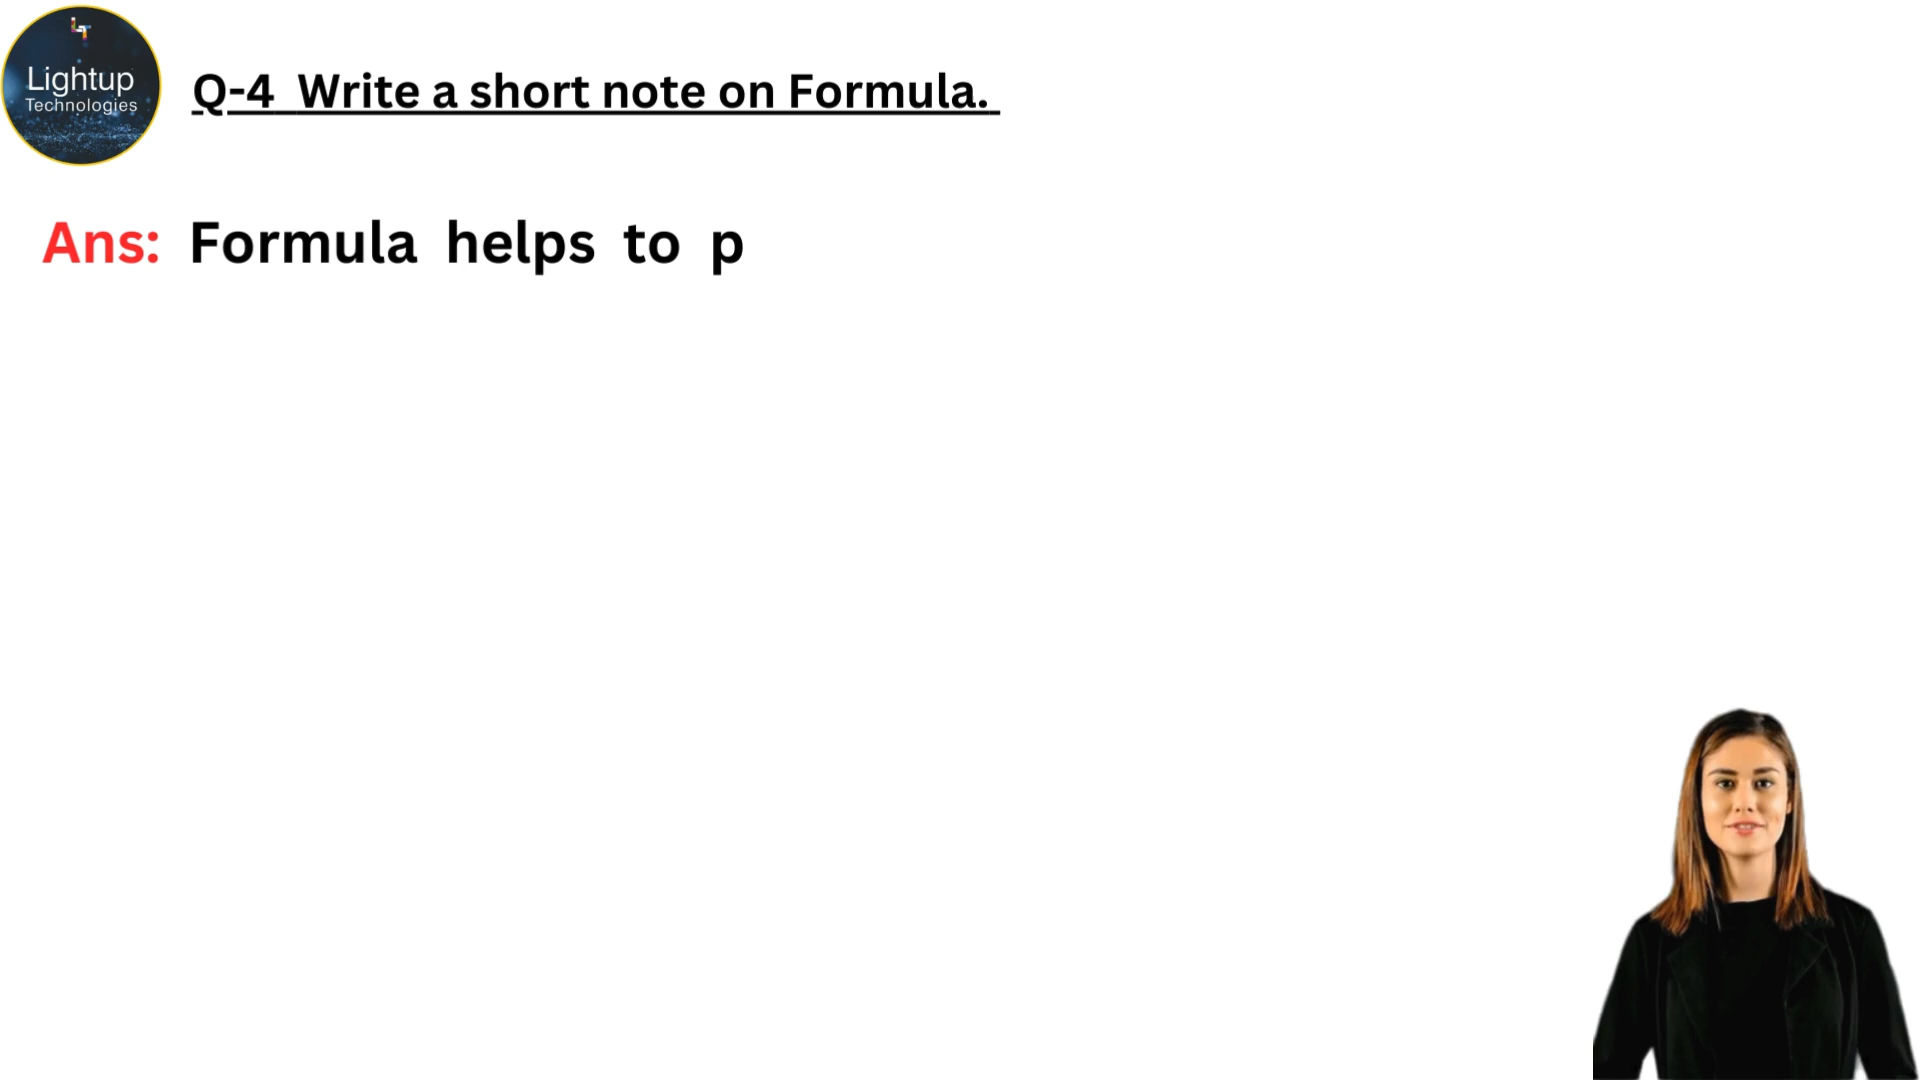 Lightup
Technologies
Q-4 Write a short note on Formula.
Ans: Formula helps to p